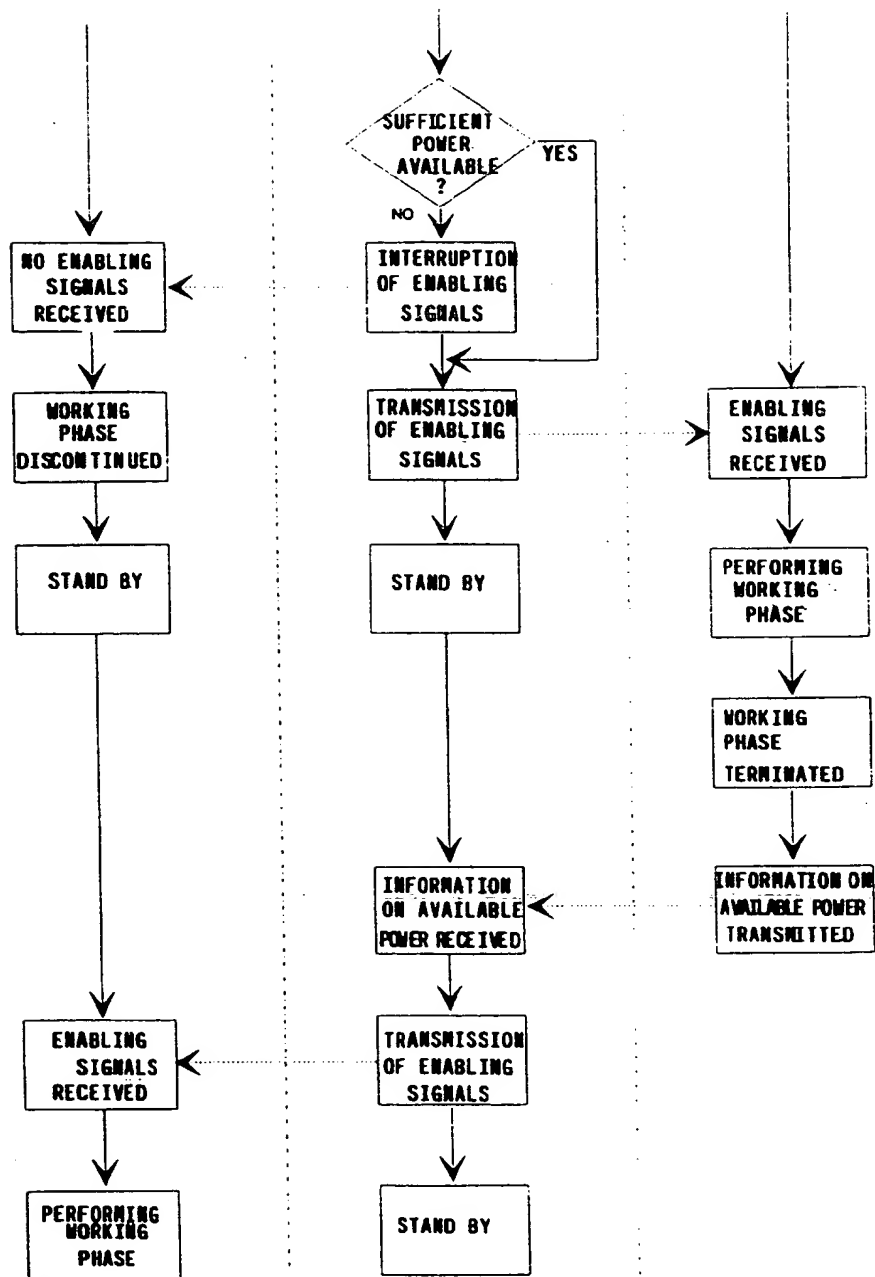 SUFFICIENT
POWER
AVAILABLE
?
YES
NO
NO ENABLING
SIGNALS
RECEIVED
INTERRUPTION
OF ENABLING
SIGNALS
WORKING
PHASE
DISCONTINUED
TRANSMISSION
OF ENABLING
SIGNALS
ENABLING
SIGNALS
RECEIVED
STAND BY
STAND BY
PERFORMING
WORKING
PHASE
WORKING
PHASE
TERMINATED
INFORMATION
ON AVAILABLE
POWER RECEIVED
INFORMATION ON
AVAILABLE POWER
TRANSMITTED
ENABLING
SIGNALS
RECEIVED
TRANSMISSION
OF ENABLING
SIGNALS
PERFORMING
WORKING
PHASE
STAND BY